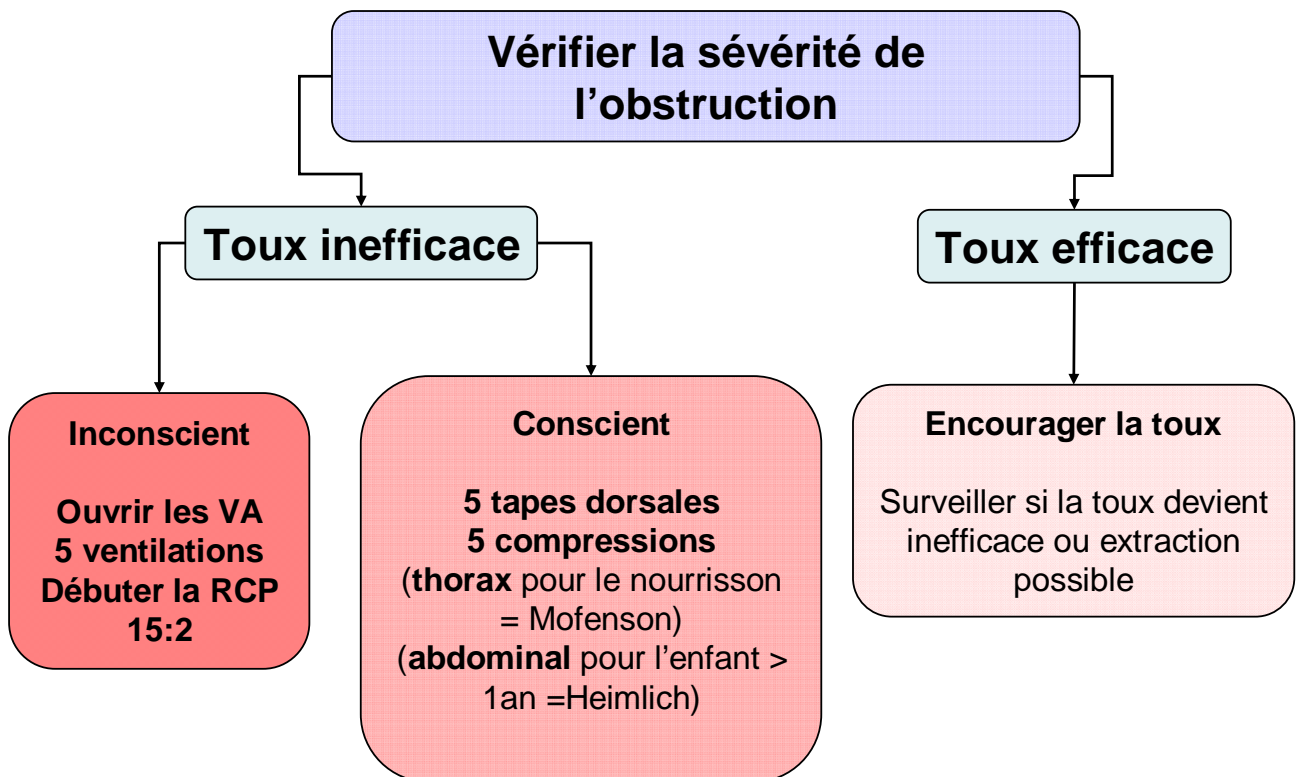 Vérifier la sévérité de
l’obstruction
Toux inefficace
Toux efficace
Inconscient
Ouvrir les VA
5 ventilations
Débuter la RCP
15:2
Conscient
5 tapes dorsales
5 compressions
(thorax pour le nourrisson
= Mofenson)
(abdominal pour l’enfant >
1an =Heimlich)
Encourager la toux
Surveiller si la toux devient
inefficace ou extraction
possible